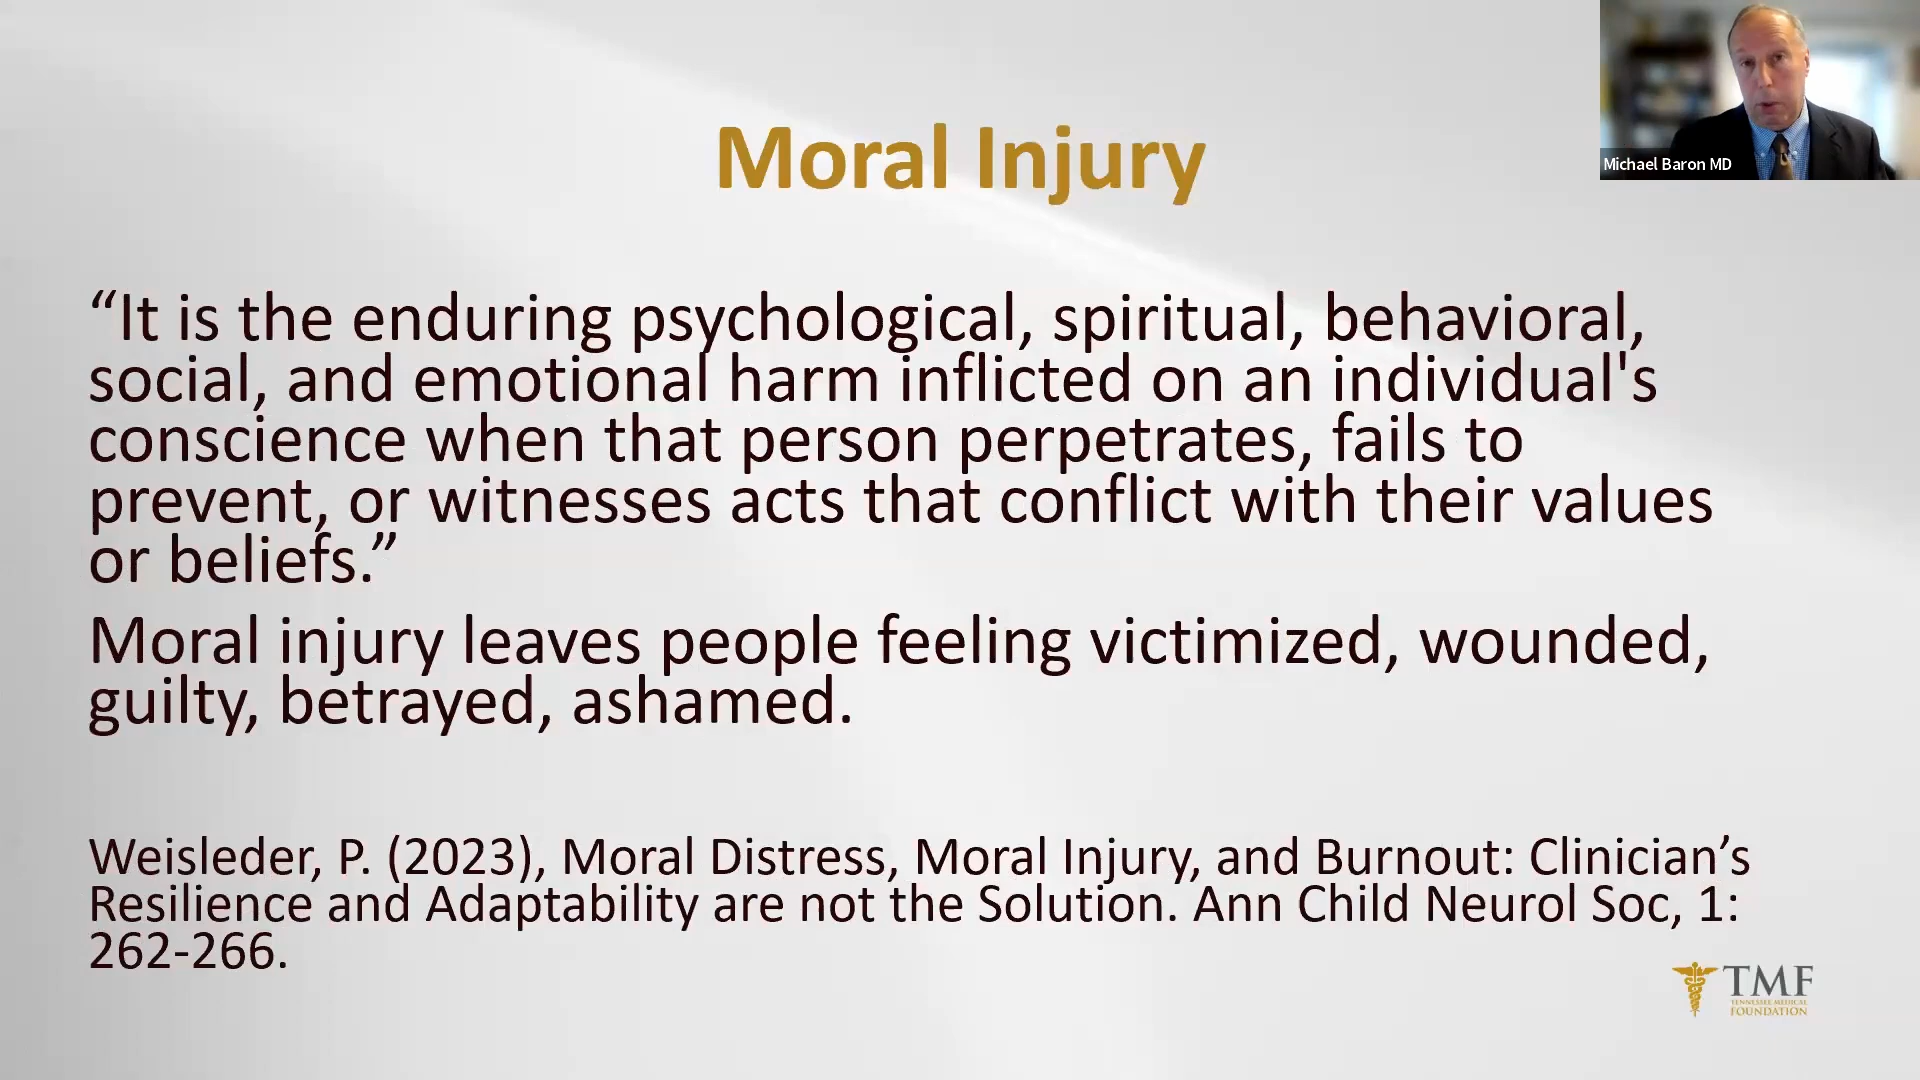 Moral Injury
Michael Baron MD
“It is the enduring psychological, spiritual, behavioral,
social, and emotional harm inflicted on an individual's
conscience when that person perpetrates, fails to
prevent, or witnesses acts that conflict with their values
or beliefs.”
Moral injury leaves people feeling victimized, wounded,
guilty, betrayed, ashamed.
Weisleder, P. (2023), Moral Distress, Moral Injury, and Burnout: Clinician’s
Resilience and Adaptability are not the Solution. Ann Child Neurol Soc, 1:
262-266.
TMF
TENNESSEE MEDICAL
FOUNDATION